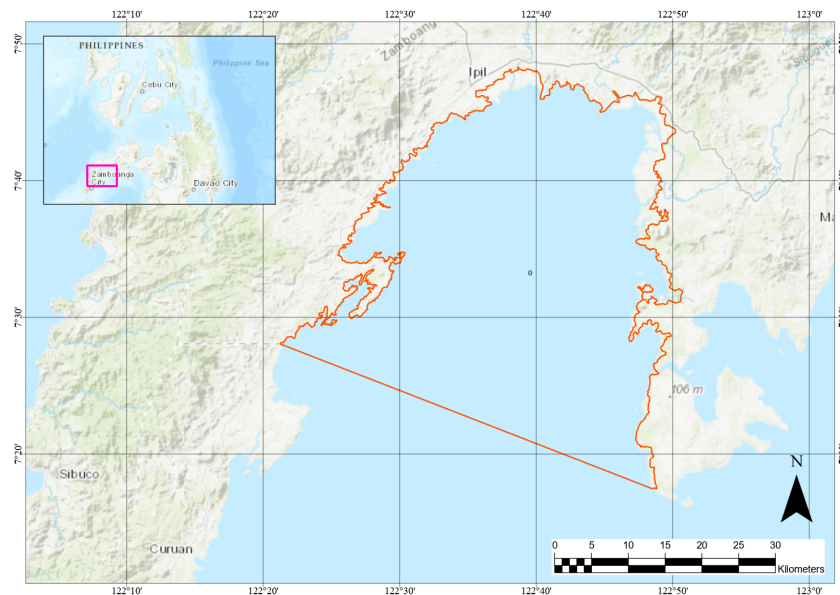 122°10' 122°20' 122°30' 122°40' 122°50' 123°0'
7°50'
PHILIPPINES
Philippine Sea
Cebu City
Zamboanga
City
Davao City
Zamboang
Ipil
7°40'
Ma
0
7°30'
106 m
7°20'
Sibuco
Curuan
N
0 5 10 15 20 25 30
Kilometers
122°10' 122°20' 122°30' 122°40' 122°50' 123°0'